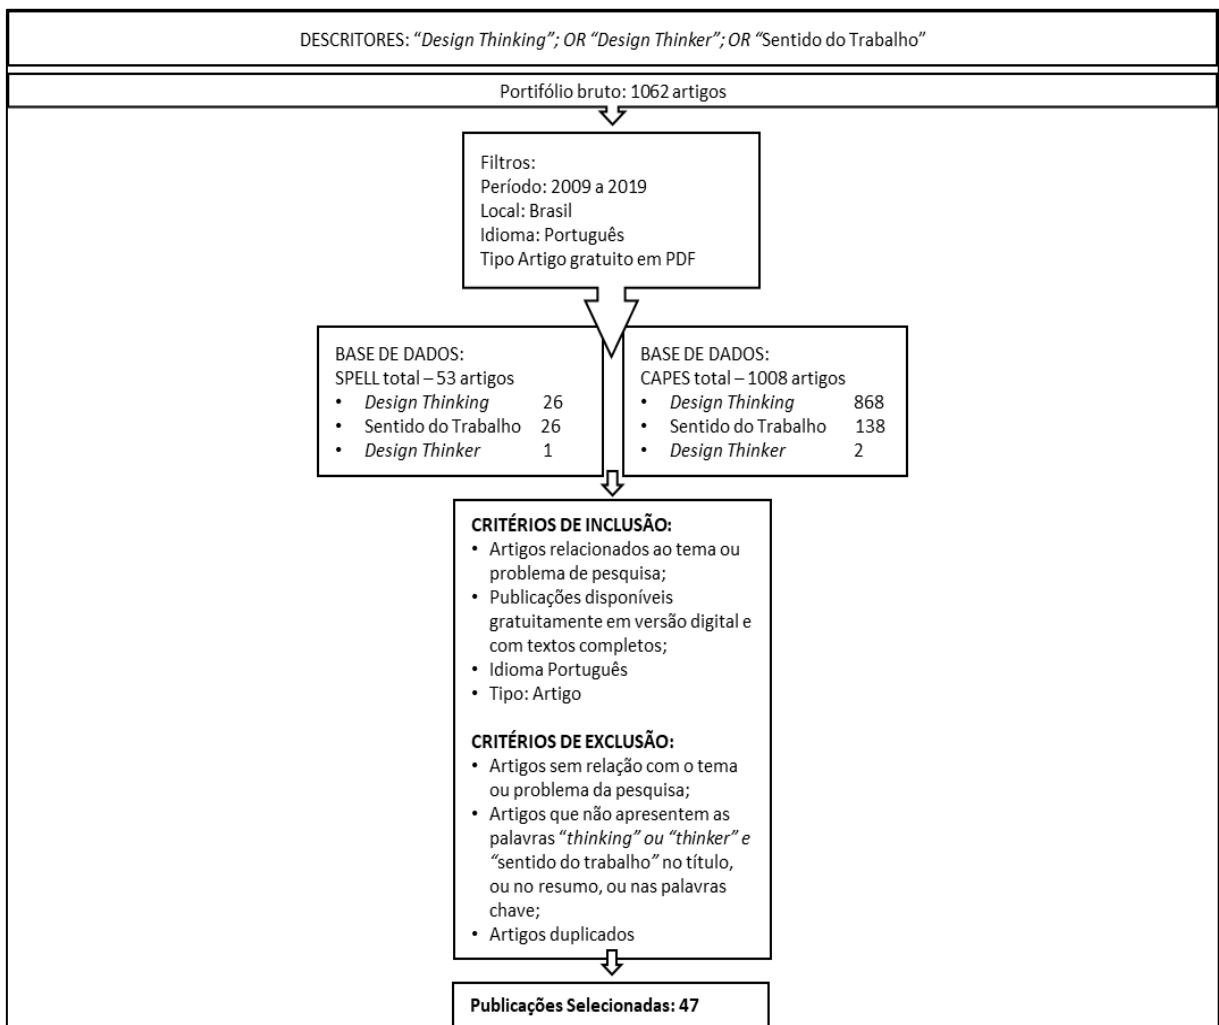 DESCRITORES: “Design Thinking”; OR “Design Thinker”; OR “Sentido do Trabalho”
Portifólio bruto: 1062 artigos
Filtros:
Período: 2009 a 2019
Local: Brasil
Idioma: Português
Tipo Artigo gratuito em PDF
BASE DE DADOS:
SPELL total – 53 artigos
• Design Thinking 26
• Sentido do Trabalho 26
• Design Thinker 1
BASE DE DADOS:
CAPES total – 1008 artigos
• Design Thinking 868
• Sentido do Trabalho 138
• Design Thinker 2
CRITÉRIOS DE INCLUSÃO:
• Artigos relacionados ao tema ou
problema de pesquisa;
• Publicações disponíveis
gratuitamente em versão digital e
com textos completos;
• Idioma Português
• Tipo: Artigo
CRITÉRIOS DE EXCLUSÃO:
• Artigos sem relação com o tema
ou problema da pesquisa;
• Artigos que não apresentem as
palavras “thinking” ou “thinker” e
“sentido do trabalho” no título,
ou no resumo, ou nas palavras
chave;
• Artigos duplicados
Publicações Selecionadas: 47